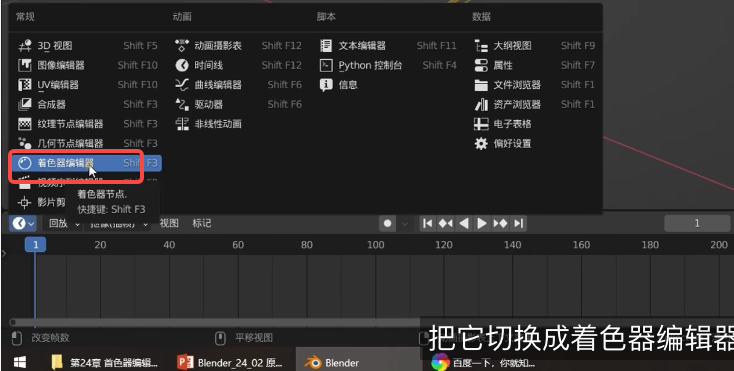 常规
3D 视图 Shift F5
图像编辑器 Shift F10
UV编辑器 Shift F10
合成器 Shift F3
纹理节点编辑器 Shift F3
几何节点编辑器 Shift F3
着色器编辑器 Shift F3
影片剪
动画
动画摄影表 Shift F12
时间线 Shift F12
曲线编辑器 Shift F6
驱动器 Shift F6
非线性动画
脚本
文本编辑器 Shift F11
Python 控制台 Shift F4
信息
数据
大纲视图 Shift F9
属性 Shift F7
文件浏览器 Shift F1
资产浏览器 Shift F1
电子表格
偏好设置
着色器节点.
快捷键: Shift F3
回放 抠像(插帧) 视图 标记 1
1 20 40 60 80 100 120 140 160 180 200
改变帧数 平移视图
把它切换成着色器编辑器
第24章 首色器编辑... Blender_24_02 原... Blender 百度一下，你就知...